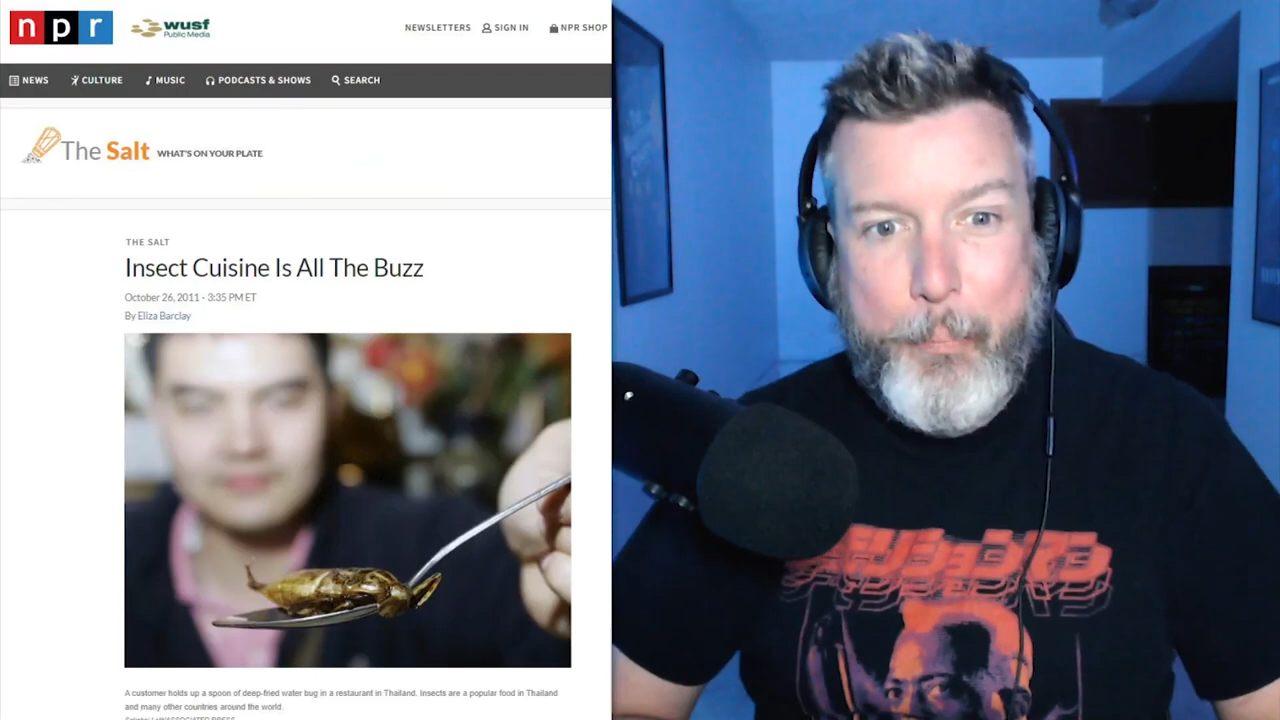 npr
wusf
Public Media
NEWSLETTERS
SIGN IN
NPR SHOP
NEWS
CULTURE
MUSIC
PODCASTS & SHOWS
SEARCH
The Salt
WHAT'S ON YOUR PLATE
THE SALT
Insect Cuisine Is All The Buzz
October 26, 2011 · 3:35 PM ET
By Eliza Barclay
A customer holds up a spoon of deep-fried water bug in a restaurant in Thailand. Insects are a popular food in Thailand
and many other countries around the world.